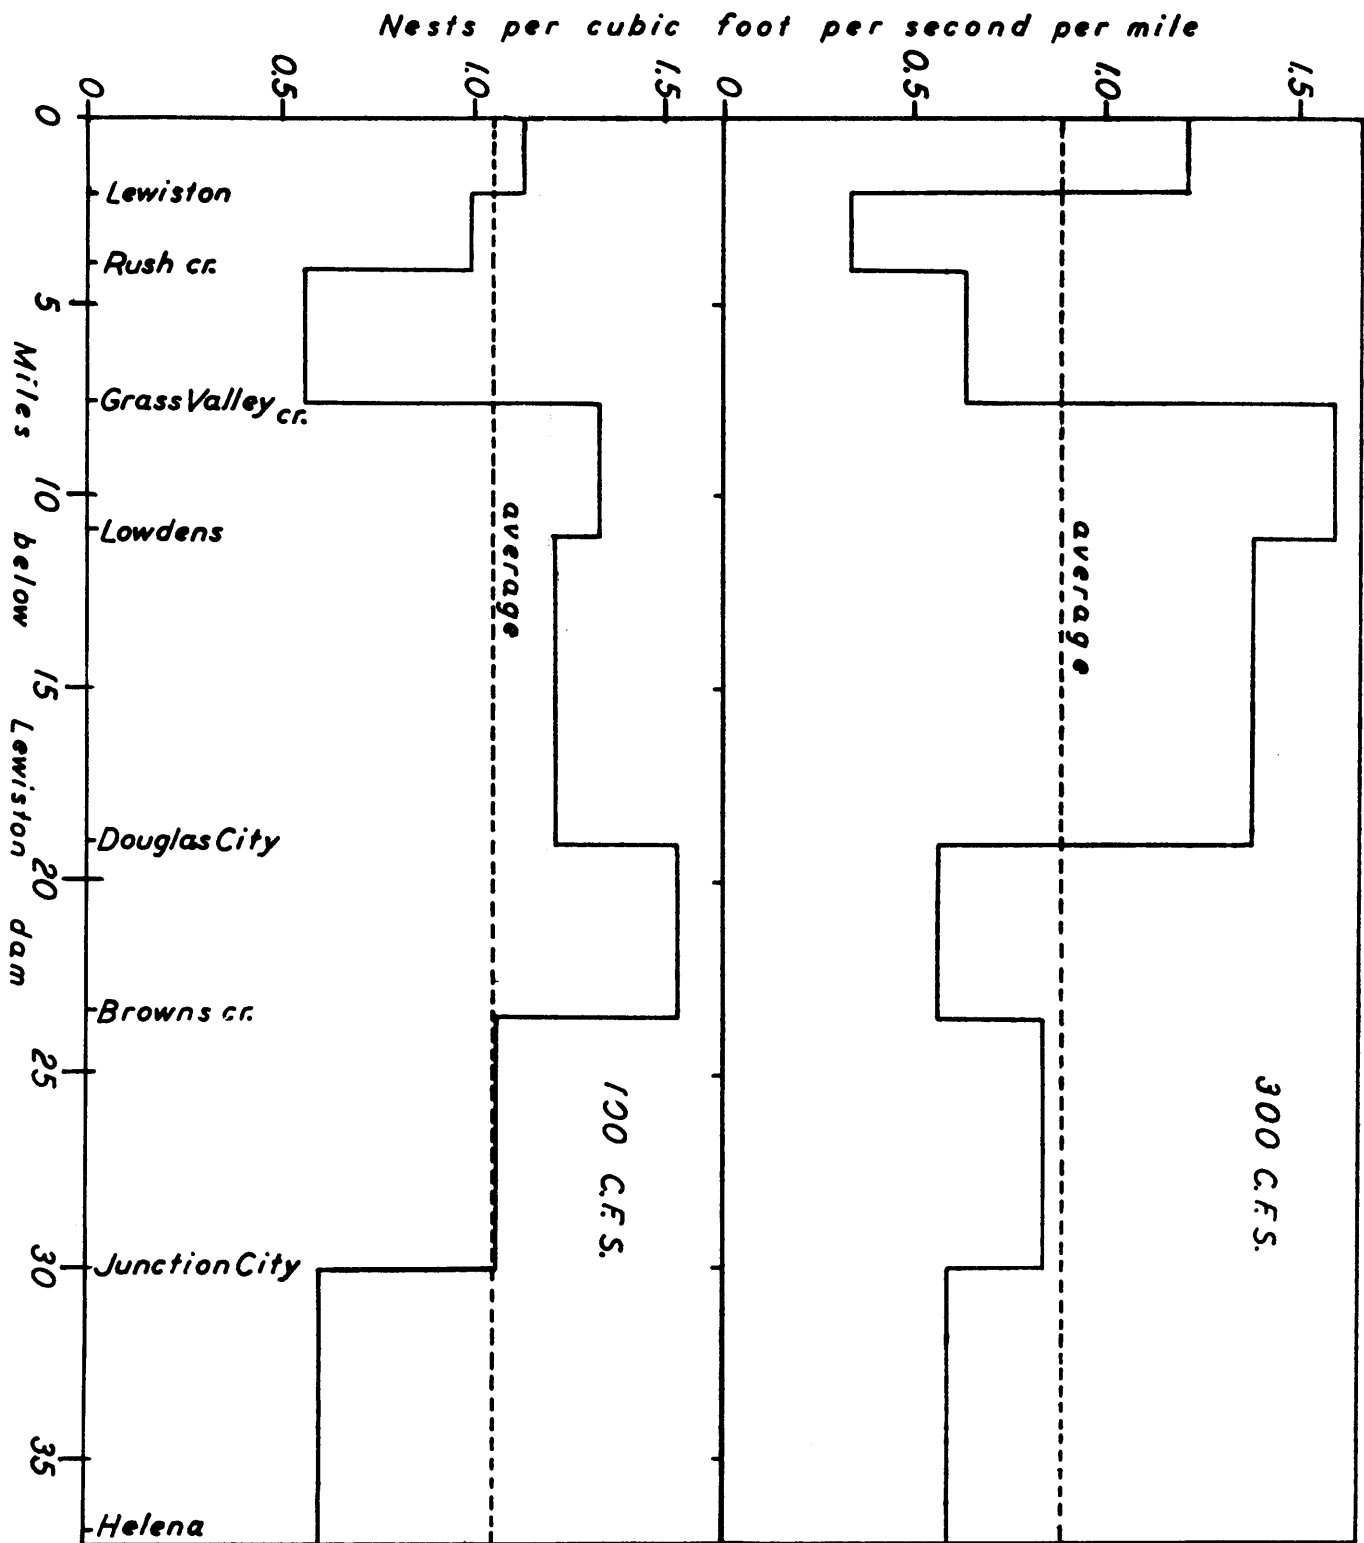 Nests per cubic foot per second per mile
0 0.5 1.0 1.5 0 0.5 1.0 1.5
0
Lewiston
Rush cr.
5
Grass Valley cr.
10
Lowdens
15
Douglas City
20
Browns cr.
25
30
Junction City
35
Helena
Miles below Lewiston dam
average
average
100 C.F.S.
300 C.F.S.